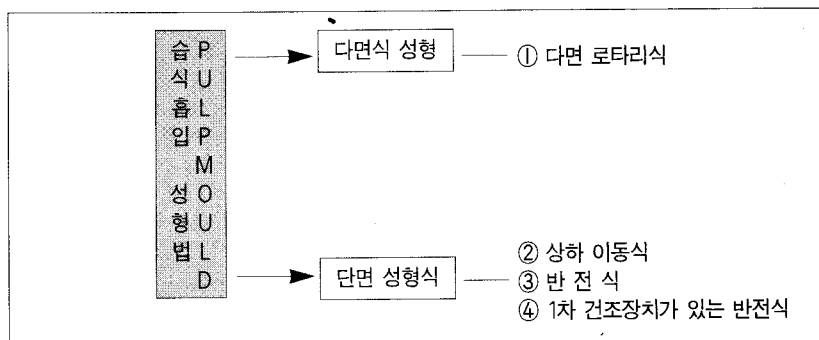 습식흡입 성형법
PULPMOULD
다면식 성형
① 다면 로타리식
단면 성형식
② 상하 이동식
③ 반 전 식
④ 1차 건조장치가 있는 반전식